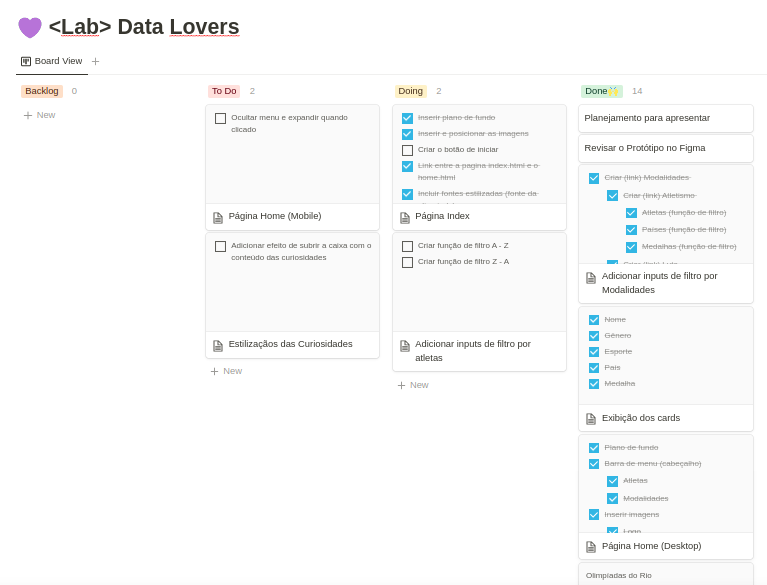 <Lab> Data Lovers
Board View
Backlog 0
New
To Do 2
Ocultar menu e expandir quando
clicado
Página Home (Mobile)
Adicionar efeito de subrir a caixa com o
conteúdo das curiosidades
Estilizaçãos das Curiosidades
New
Doing 2
Inserir plano de fundo
Inserir e posicionar as imagens
Criar o botão de iniciar
Link entre a pagina index.html e o
home.html
Incluir fontes estilizadas (fonte da
Página Index
Criar função de filtro A - Z
Criar função de filtro Z - A
Adicionar inputs de filtro por
atletas
New
Done🙌 14
Planejamento para apresentar
Revisar o Protótipo no Figma
Criar (link) Modalidades
Criar (link) Atletismo
Atletas (função de filtro)
Países (função de filtro)
Medalhas (função de filtro)
Adicionar inputs de filtro por
Modalidades
Nome
Gênero
Esporte
País
Medalha
Exibição dos cards
Plano de fundo
Barra de menu (cabeçalho)
Atletas
Modalidades
Inserir imagens
Logo
Página Home (Desktop)
Olimpíadas do Rio